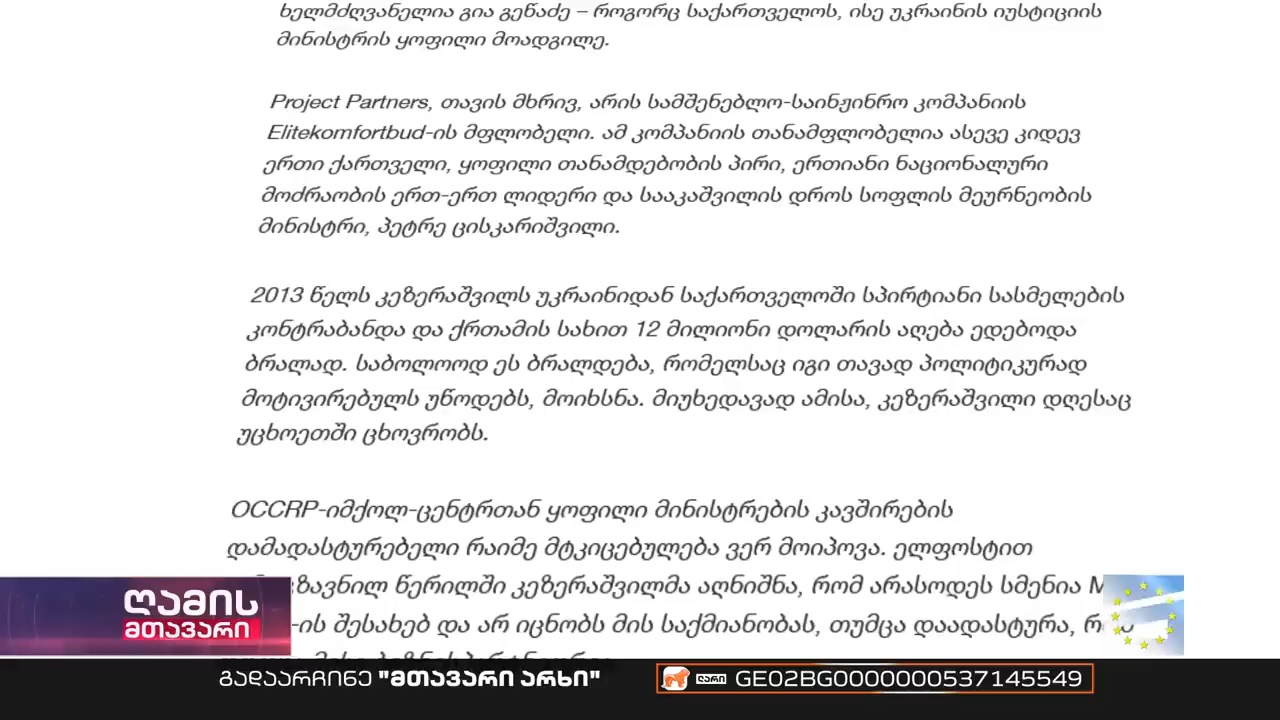 ხელმძღვანელია გია გენაძე – როგორც საქართველოს, ისე უკრაინის იუსტიციის
მინისტრის ყოფილი მოადგილე.
Project Partners, თავის მხრივ, არის სამშენებლო-საინჟინრო კომპანიის
Elitekomfortbud-ის მფლობელი. ამ კომპანიის თანამფლობელია ასევე კიდევ
ერთი ქართველი, ყოფილი თანამდებობის პირი, ერთიანი ნაციონალური
მოძრაობის ერთ-ერთ ლიდერი და სააკაშვილის დროს სოფლის მეურნეობის
მინისტრი, პეტრე ცისკარიშვილი.
2013 წელს კეზერაშვილს უკრაინიდან საქართველოში სპირტიანი სასმელების
კონტრაბანდა და ქრთამის სახით 12 მილიონი დოლარის აღება ედებოდა
ბრალად. საბოლოოდ ეს ბრალდება, რომელსაც იგი თავად პოლიტიკურად
მოტივირებულს უწოდებს, მოიხსნა. მიუხედავად ამისა, კეზერაშვილი დღესაც
უცხოეთში ცხოვრობს.
OCCRP-იმქოლ-ცენტრთან ყოფილი მინისტრების კავშირების
დამადასტურებელი რაიმე მტკიცებულება ვერ მოიპოვა. ელფოსტით
წერილში კეზერაშვილმა აღნიშნა, რომ არასოდეს სმენია
-ის შესახებ და არ იცნობს მის საქმიანობას, თუმცა დაადასტურა,
ღამის
მთავარი
გადაარჩინე "მთავარი არხი"
ლარი GE02BG0000000537145549